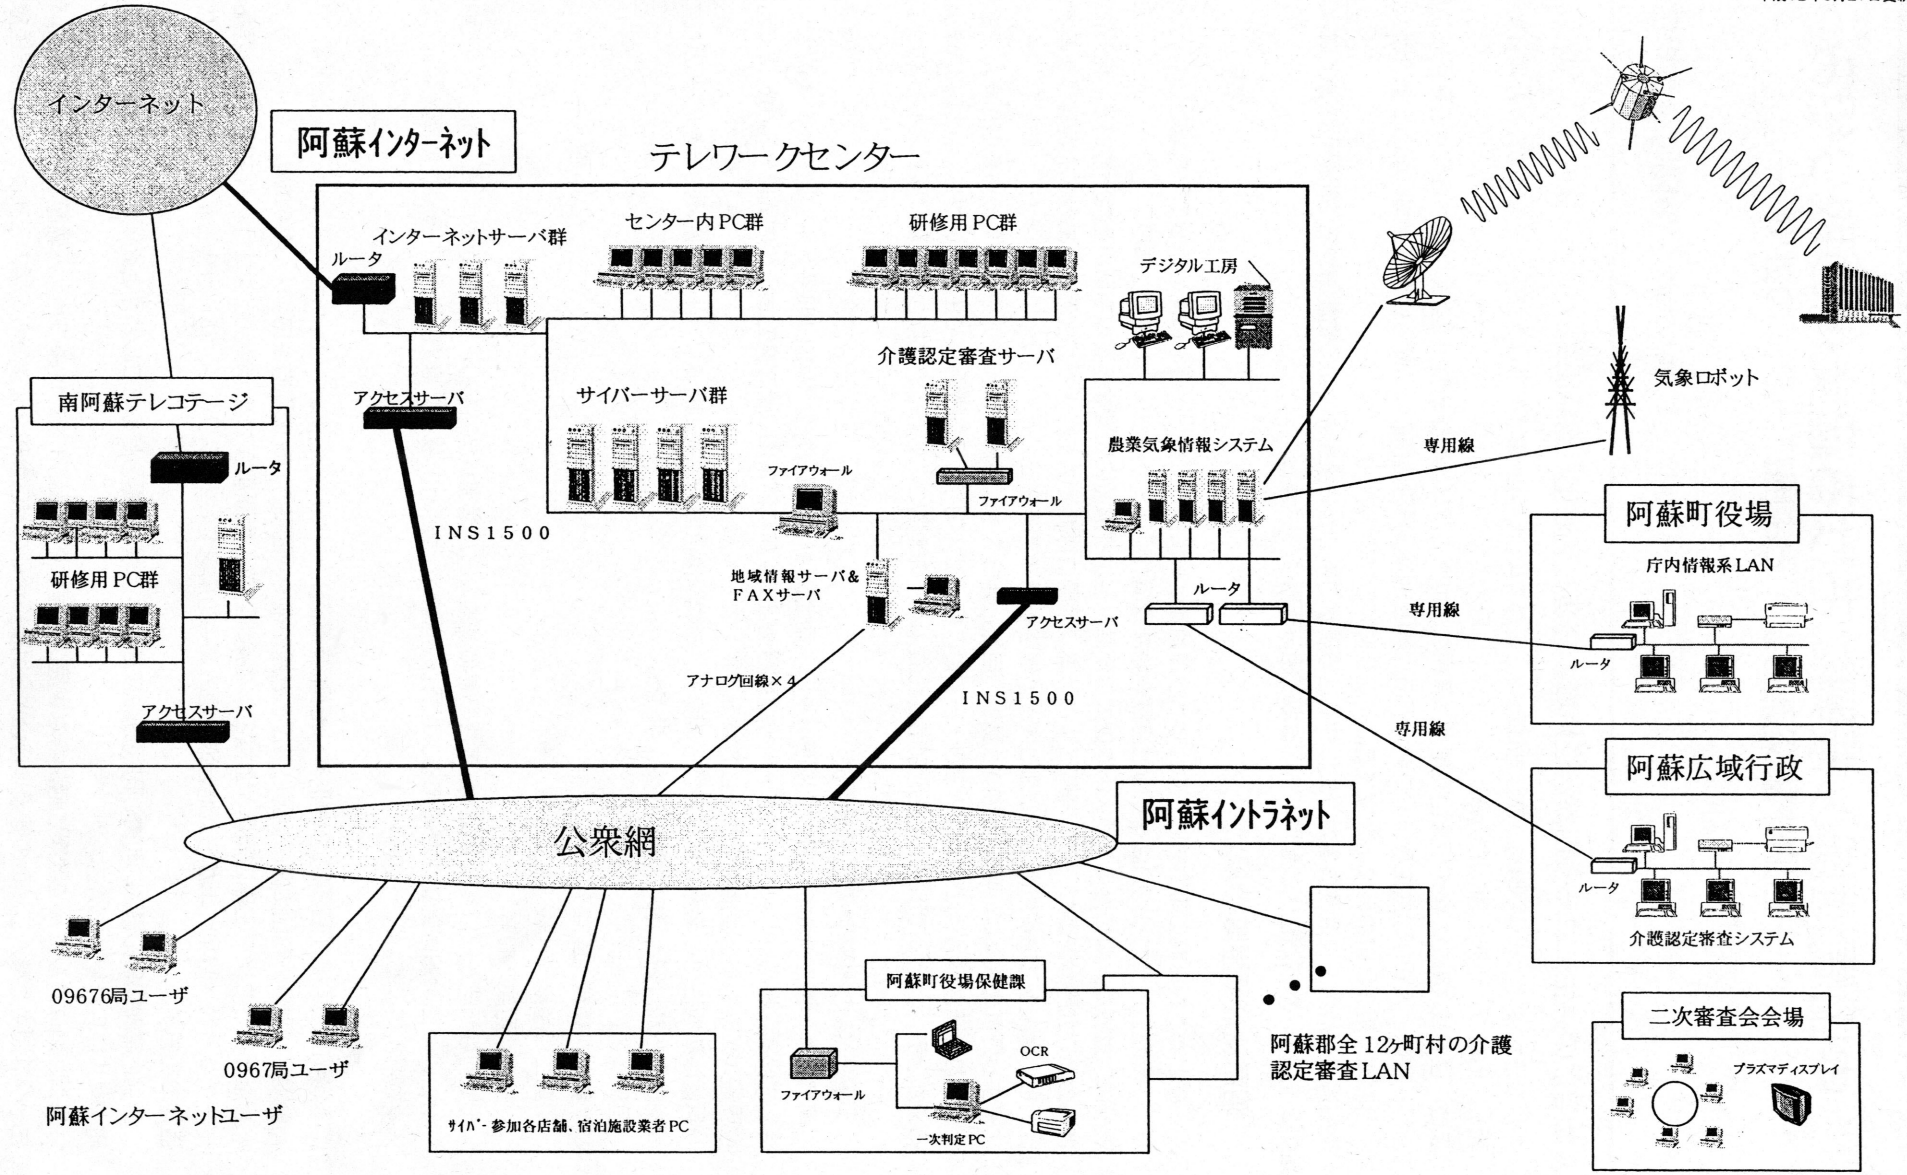 インターネット
阿蘇インターネット
テレワークセンター
ルータ
インターネットサーバ群
センター内PC群
研修用PC群
デジタル工房
アクセスサーバ
サイバーサーバ群
介護認定審査サーバ
ファイアウォール
ファイアウォール
農業気象情報システム
気象ロボット
専用線
南阿蘇テレコテージ
ルータ
研修用PC群
アクセスサーバ
INS1500
地域情報サーバ&
FAXサーバ
アクセスサーバ
ルータ
アナログ回線×4
INS1500
専用線
専用線
阿蘇町役場
庁内情報系LAN
ルータ
阿蘇広域行政
ルータ
介護認定審査システム
阿蘇イントラネット
公衆網
09676局ユーザ
0967局ユーザ
阿蘇インターネットユーザ
サイバー参加各店舗、宿泊施設業者PC
阿蘇町役場保健課
OCR
ファイアウォール
一次判定PC
阿蘇郡全12ヶ町村の介護
認定審査LAN
二次審査会会場
プラズマディスプレイ